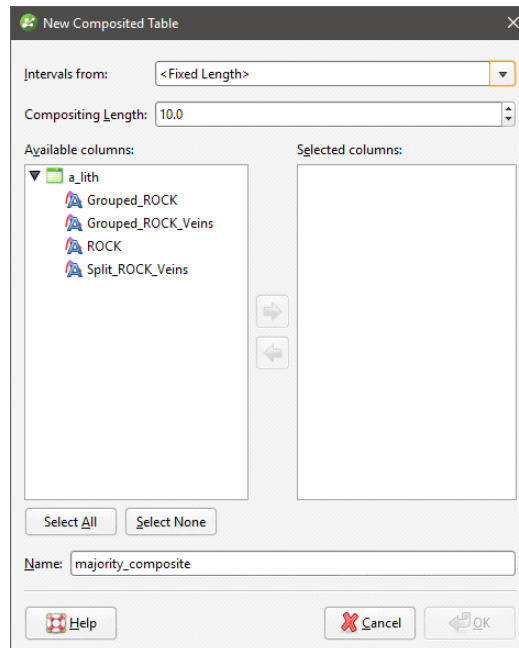 New Composited Table
Intervals from: <Fixed Length>
Compositing Length: 10.0
Available columns:
Selected columns:
a_lith
Grouped_ROCK
Grouped_ROCK_Veins
ROCK
Split_ROCK_Veins
Select All
Select None
Name: majority_composite
Help
Cancel
OK